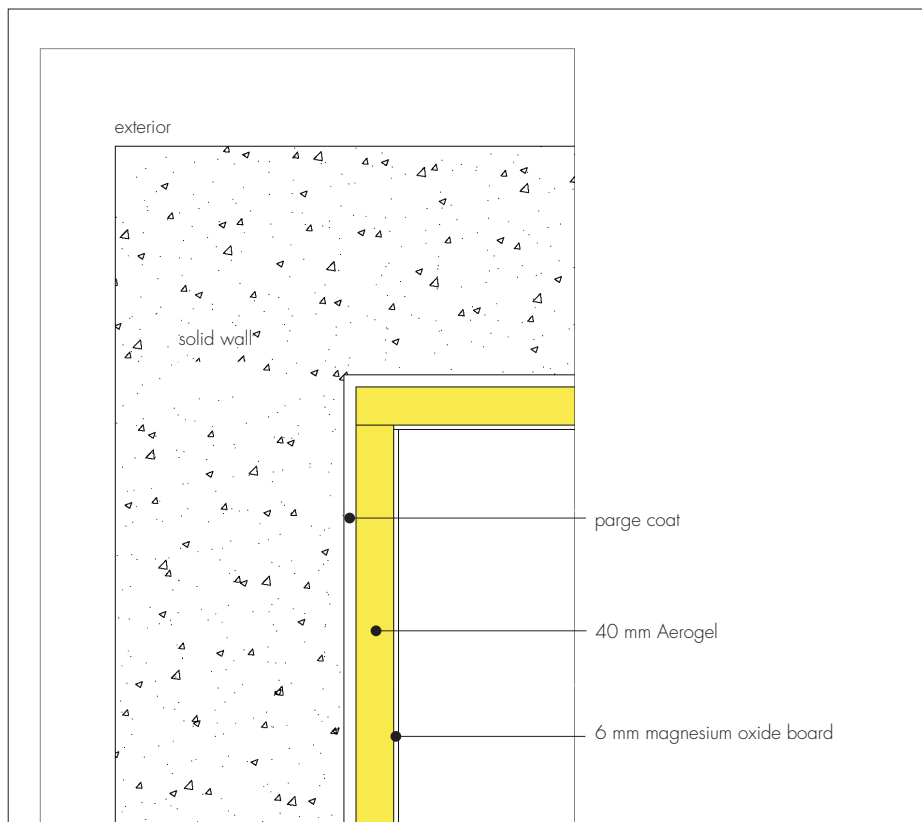 exterior
solid wall
parge coat
40 mm Aerogel
6 mm magnesium oxide board